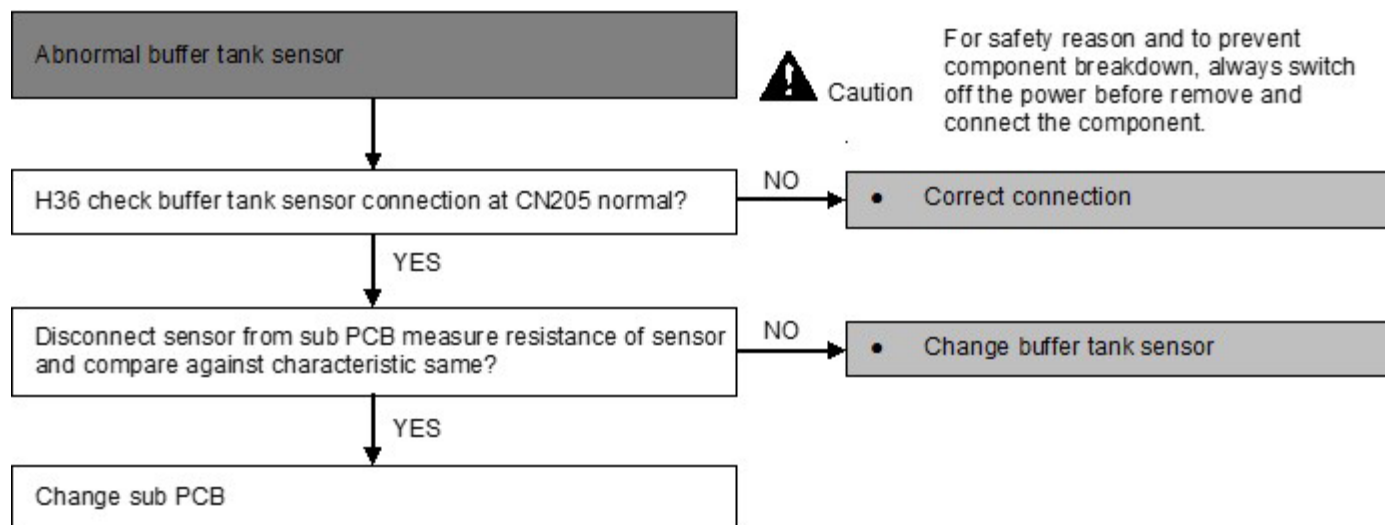 Abnormal buffer tank sensor
Caution
For safety reason and to prevent
component breakdown, always switch
off the power before remove and
connect the component.
H36 check buffer tank sensor connection at CN205 normal?
NO
• Correct connection
YES
Disconnect sensor from sub PCB measure resistance of sensor
and compare against characteristic same?
NO
• Change buffer tank sensor
YES
Change sub PCB